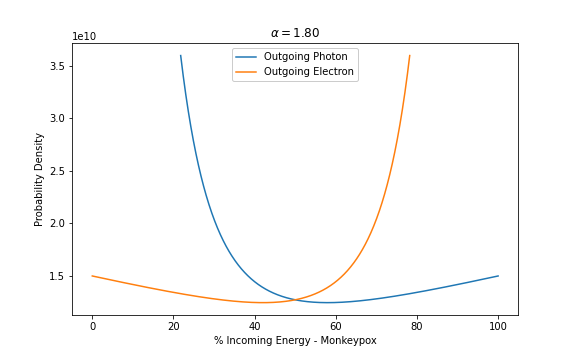 α = 1.80
1e10
Outgoing Photon
Outgoing Electron
3.5
3.0
2.5
2.0
1.5
Probability Density
0 20 40 60 80 100
% Incoming Energy - Monkeypox